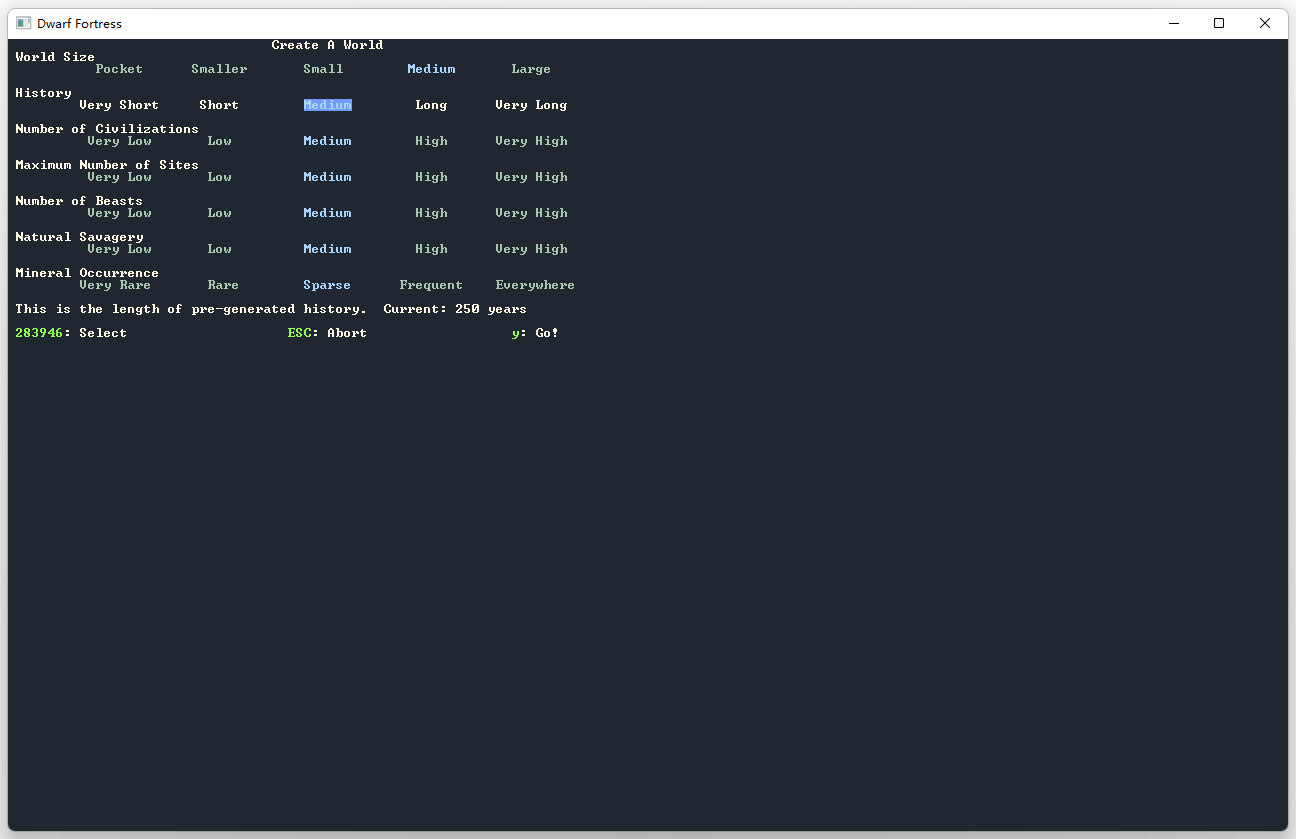 Dwarf Fortress
Create A World
World Size
Pocket Smaller Small Medium Large
History
Very Short Short Medium Long Very Long
Number of Civilizations
Very Low Low Medium High Very High
Maximum Number of Sites
Very Low Low Medium High Very High
Number of Beasts
Very Low Low Medium High Very High
Natural Savagery
Very Low Low Medium High Very High
Mineral Occurrence
Very Rare Rare Sparse Frequent Everywhere
This is the length of pre-generated history. Current: 250 years
283946: Select ESC: Abort y: Go!